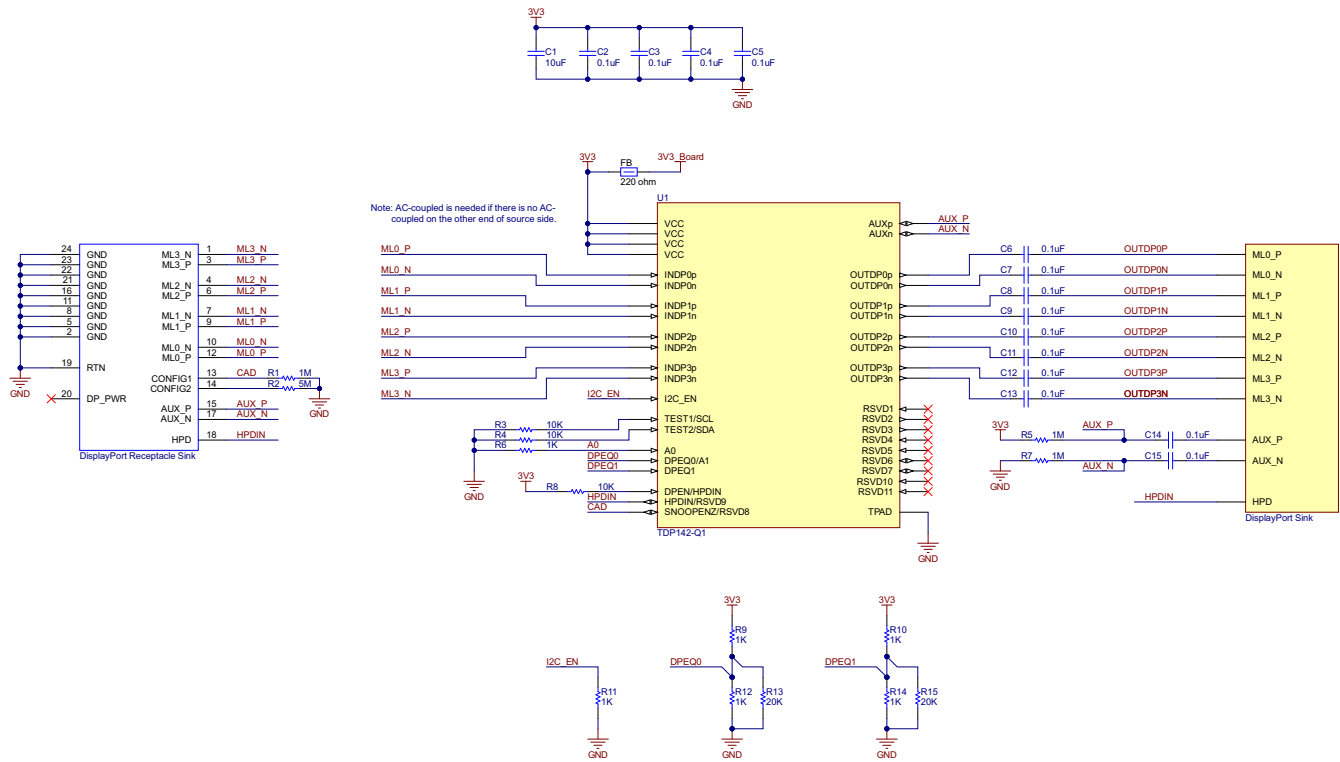 3V3
C1
10uF
C2
0.1uF
C3
0.1uF
C4
0.1uF
C5
0.1uF
GND
3V3
FB
220 ohm
3V3_Board
Note: AC-coupled is needed if there is no AC-
coupled on the other end of source side.
24 GND
23 GND
22 GND
21 GND
16 GND
11 GND
8 GND
5 GND
2 GND
19 RTN
20 DP_PWR
GND
ML3_N 1 ML3_N
ML3_P 3 ML3_P
ML2_N 4 ML2_N
ML2_P 6 ML2_P
ML1_N 7 ML1_N
ML1_P 9 ML1_P
ML0_N 10 ML0_N
ML0_P 12 ML0_P
CONFIG1 13 CAD R1 1M
CONFIG2 14 R2 5M
GND
AUX_P 15 AUX_P
AUX_N 17 AUX_N
HPD 18 HPDIN
DisplayPort Receptacle Sink
ML0_P
ML0_N
ML1_P
ML1_N
ML2_P
ML2_N
ML3_P
ML3_N
I2C_EN
R3 10K
R4 10K
R6 1K A0
DPEQ0
DPEQ1
GND
3V3
R8 10K
HPDIN
CAD
U1
VCC
VCC
VCC
VCC
INDP0p
INDP0n
INDP1p
INDP1n
INDP2p
INDP2n
INDP3p
INDP3n
I2C_EN
TEST1/SCL
TEST2/SDA
A0
DPEQ0/A1
DPEQ1
DPEN/HPDIN
HPDIN/RSVD9
SNOOPENZ/RSVD8
TDP142-Q1
AUXp AUX_P
AUXn AUX_N
OUTDP0p
OUTDP0n
OUTDP1p
OUTDP1n
OUTDP2p
OUTDP2n
OUTDP3p
OUTDP3n
RSVD1
RSVD2
RSVD3
RSVD4
RSVD5
RSVD6
RSVD7
RSVD10
RSVD11
TPAD
GND
C6 0.1uF OUTDP0P
C7 0.1uF OUTDP0N
C8 0.1uF OUTDP1P
C9 0.1uF OUTDP1N
C10 0.1uF OUTDP2P
C11 0.1uF OUTDP2N
C12 0.1uF OUTDP3P
C13 0.1uF OUTDP3N
3V3 R5 1M AUX_P C14 0.1uF
R7 1M AUX_N C15 0.1uF
GND
HPDIN
ML0_P
ML0_N
ML1_P
ML1_N
ML2_P
ML2_N
ML3_P
ML3_N
AUX_P
AUX_N
HPD
DisplayPort Sink
I2C_EN
R11
1K
GND
3V3
R9
1K
DPEQ0
R12
1K
R13
20K
GND
3V3
R10
1K
DPEQ1
R14
1K
R15
20K
GND